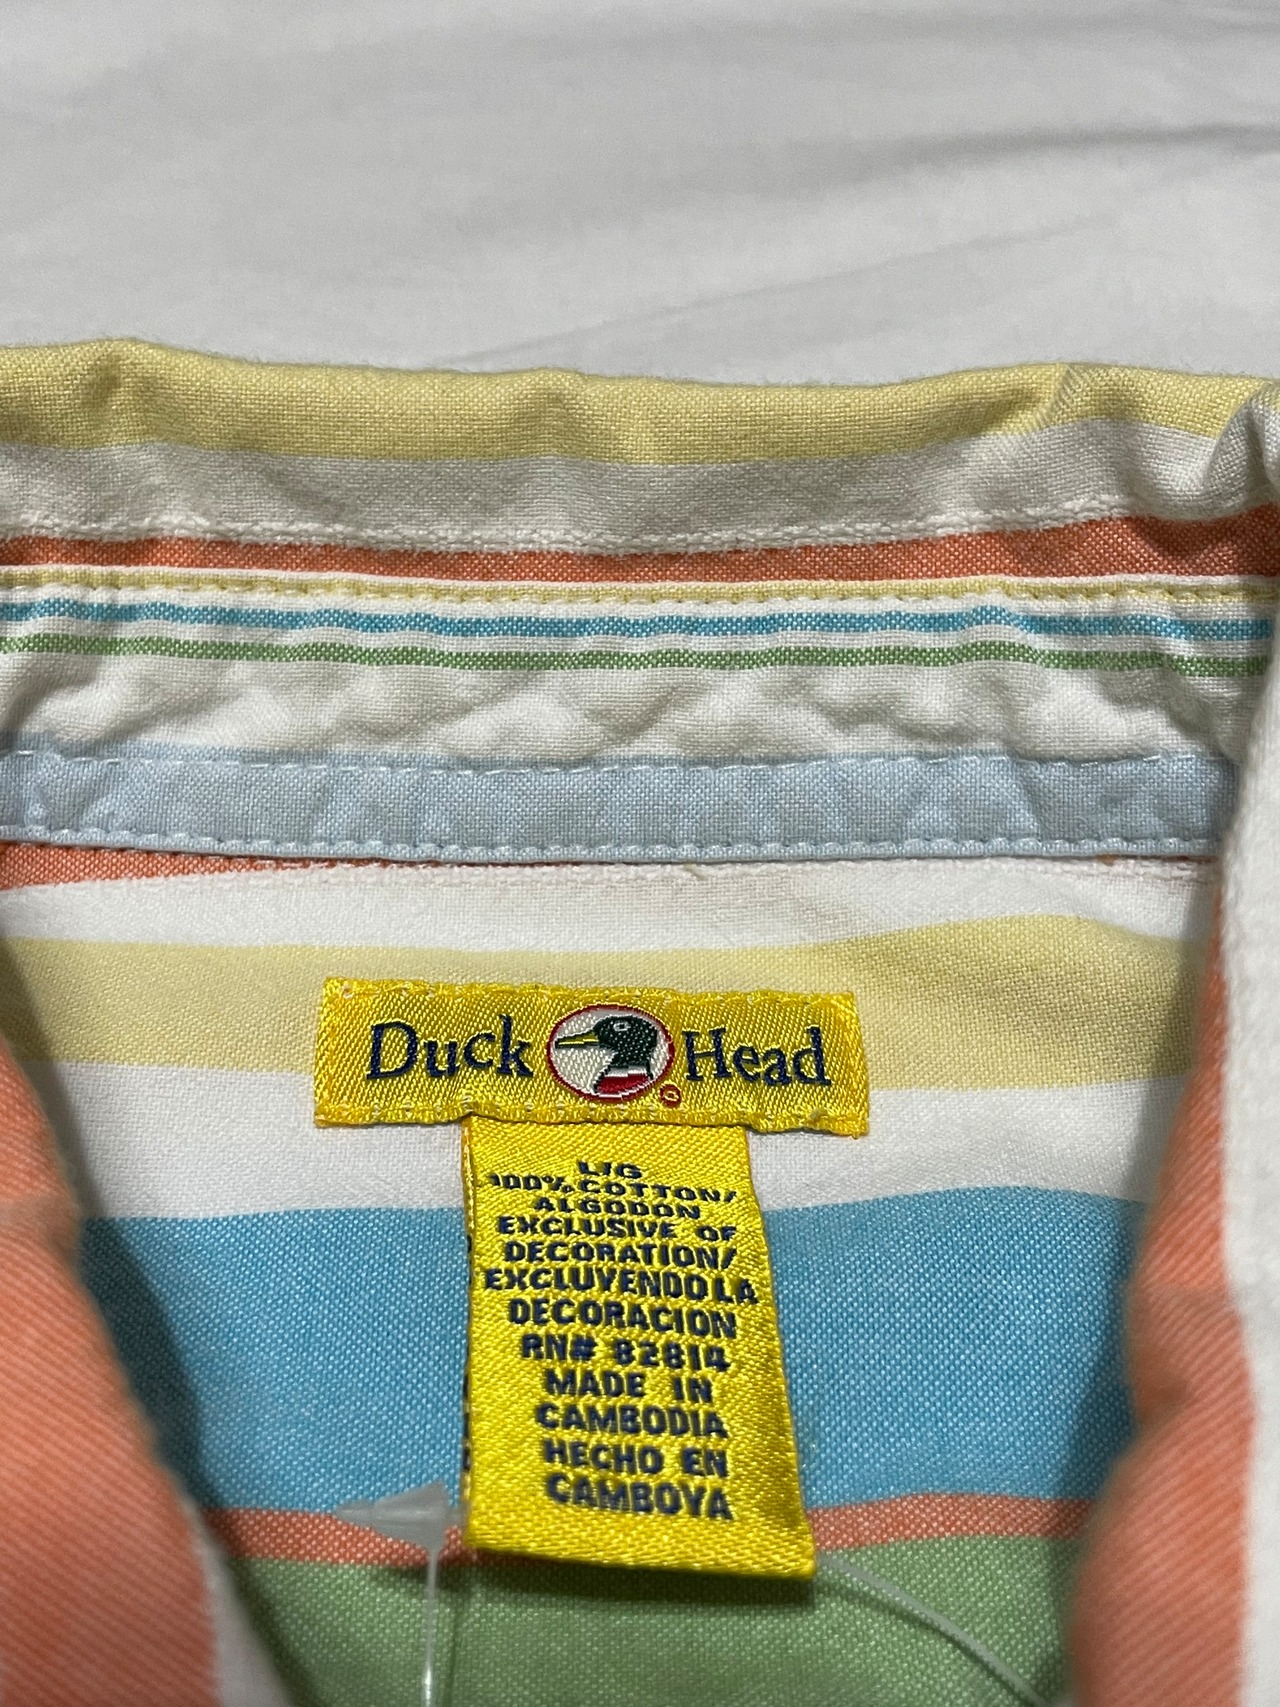 Duck Head
L/G
100% COTTON/
ALGODON
EXCLUSIVE OF
DECORATION/
EXCLUYENDO LA
DECORACION
RN# 82814
MADE IN
CAMBODIA
HECHO EN
CAMBOYA